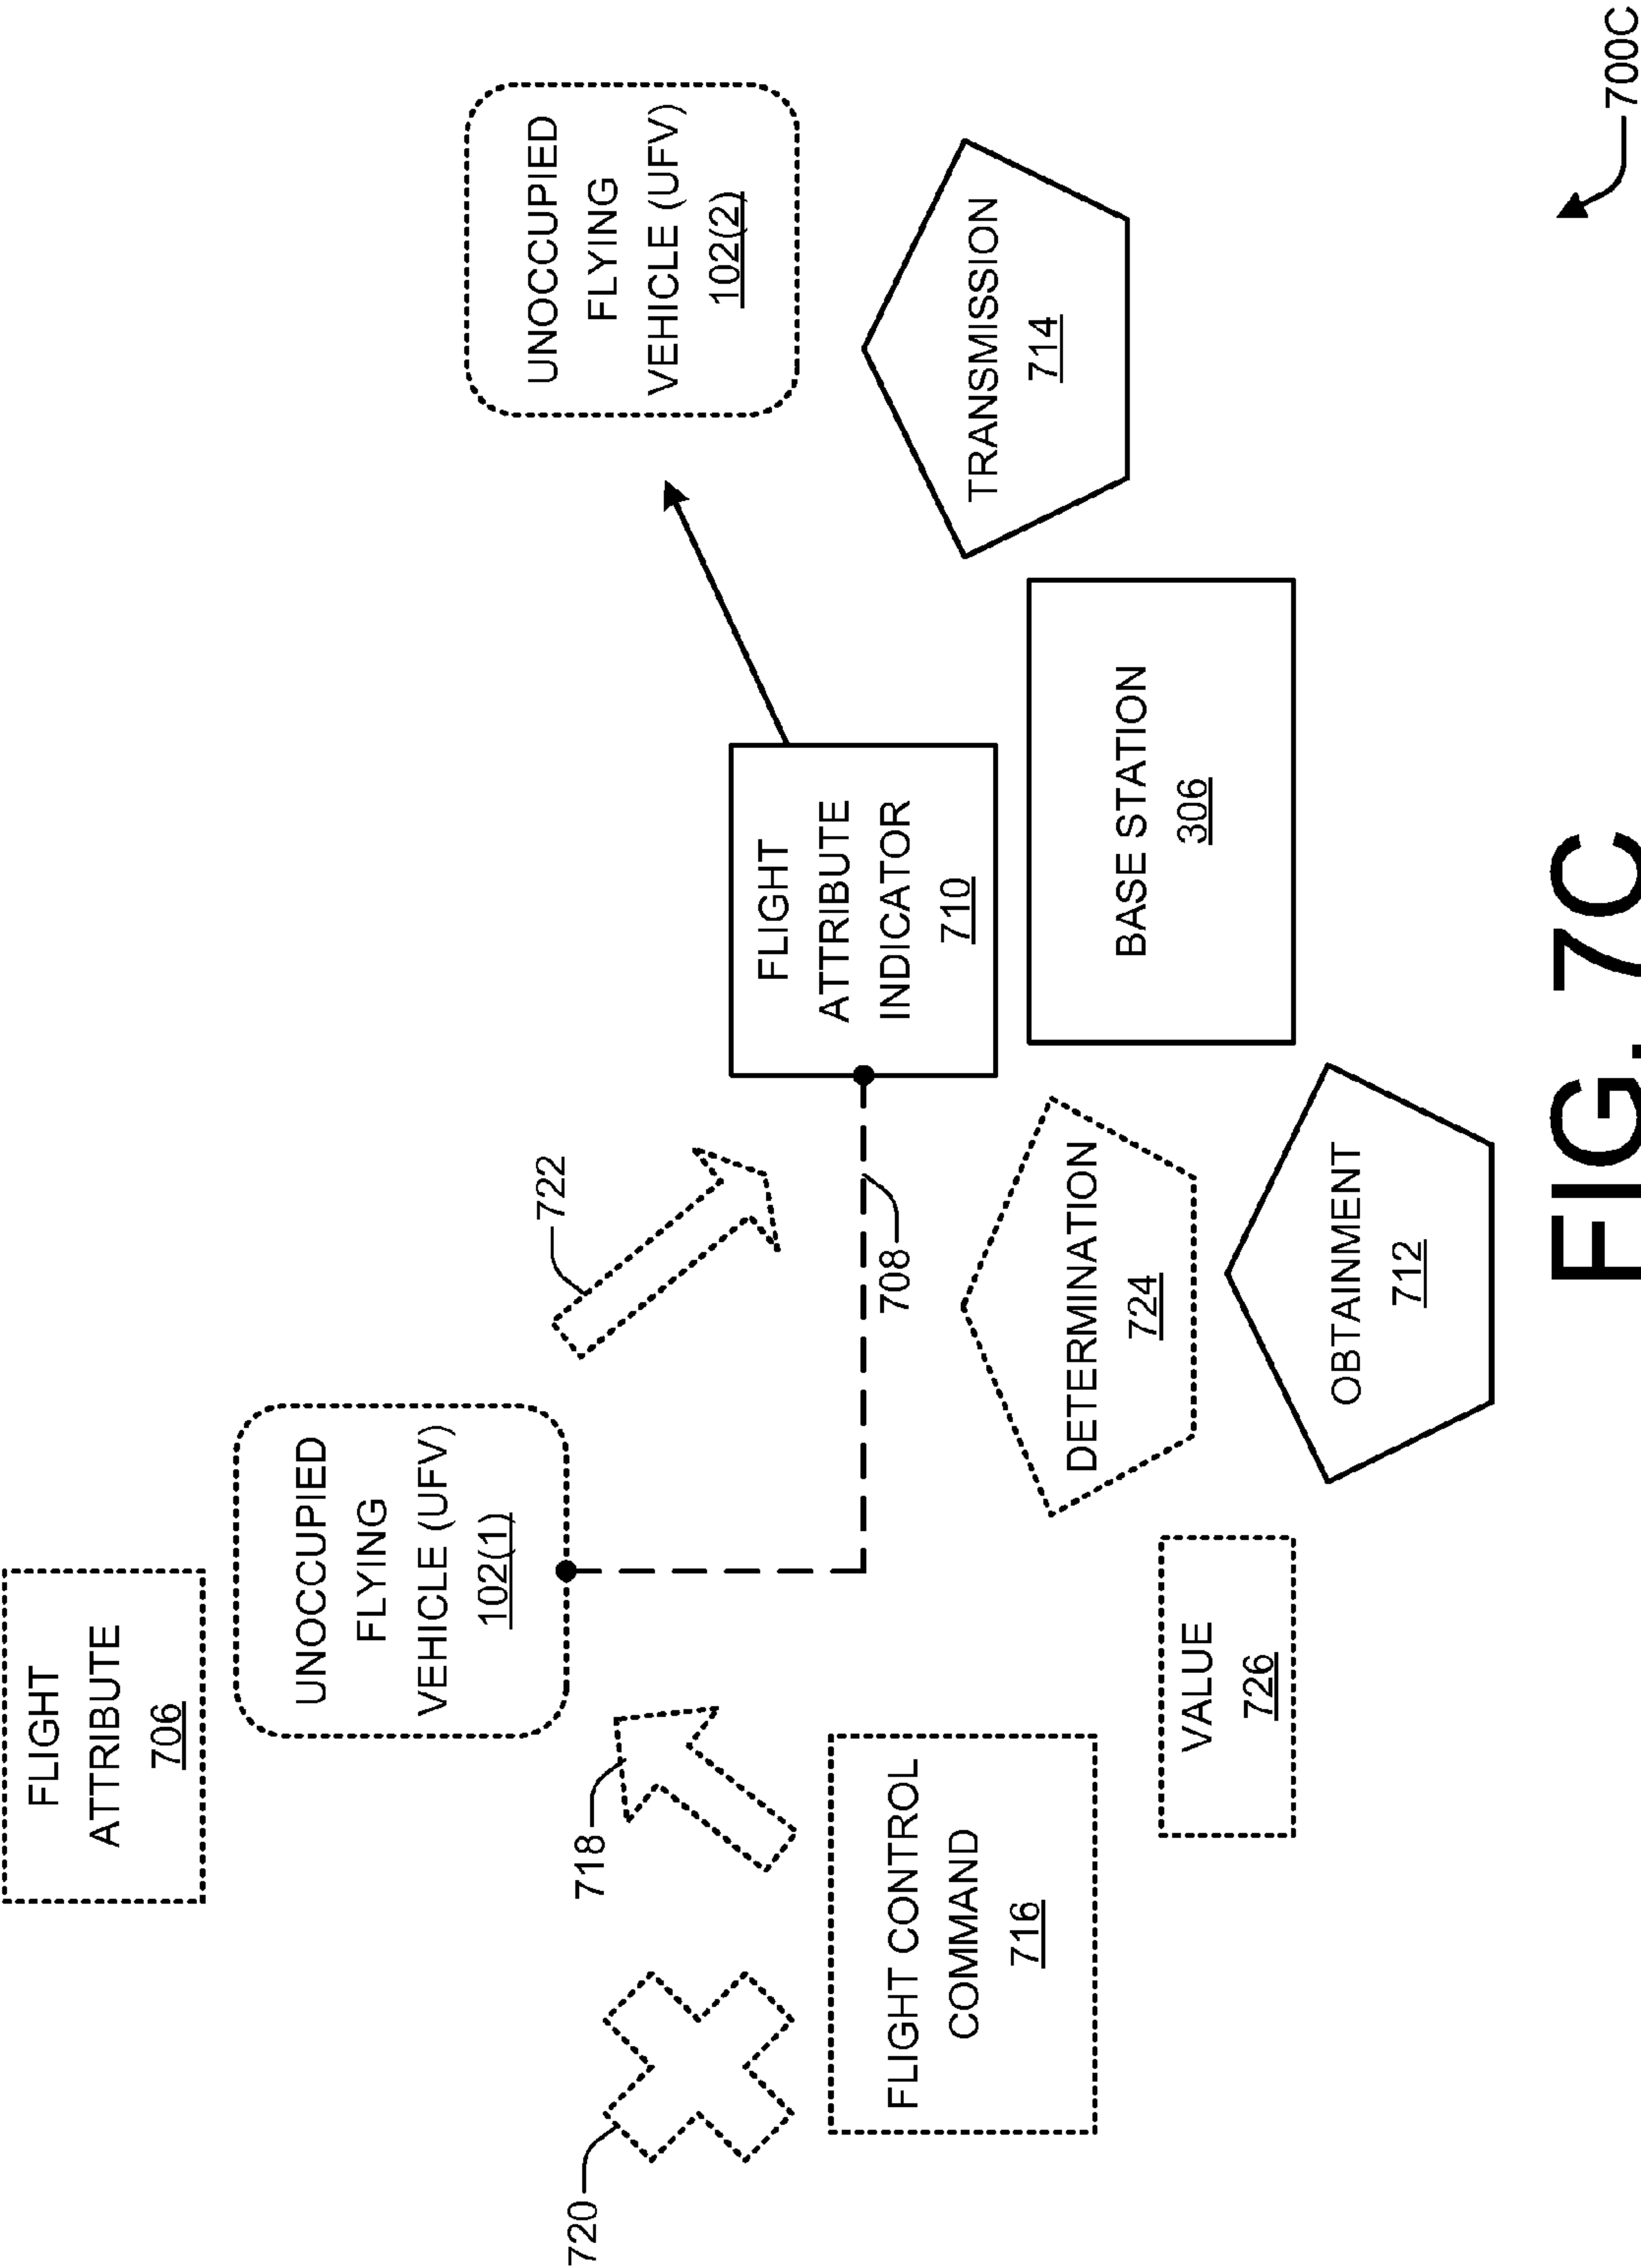 FLIGHT
ATTRIBUTE
706
UNOCCUPIED
FLYING
VEHICLE (UFV)
102(1)
UNOCCUPIED
FLYING
VEHICLE (UFV)
102(2)
720
718
722
FLIGHT CONTROL
COMMAND
716
708
FLIGHT
ATTRIBUTE
INDICATOR
710
TRANSMISSION
714
DETERMINATION
724
BASE STATION
306
VALUE
726
OBTAINMENT
712
FIG. 7C
700C